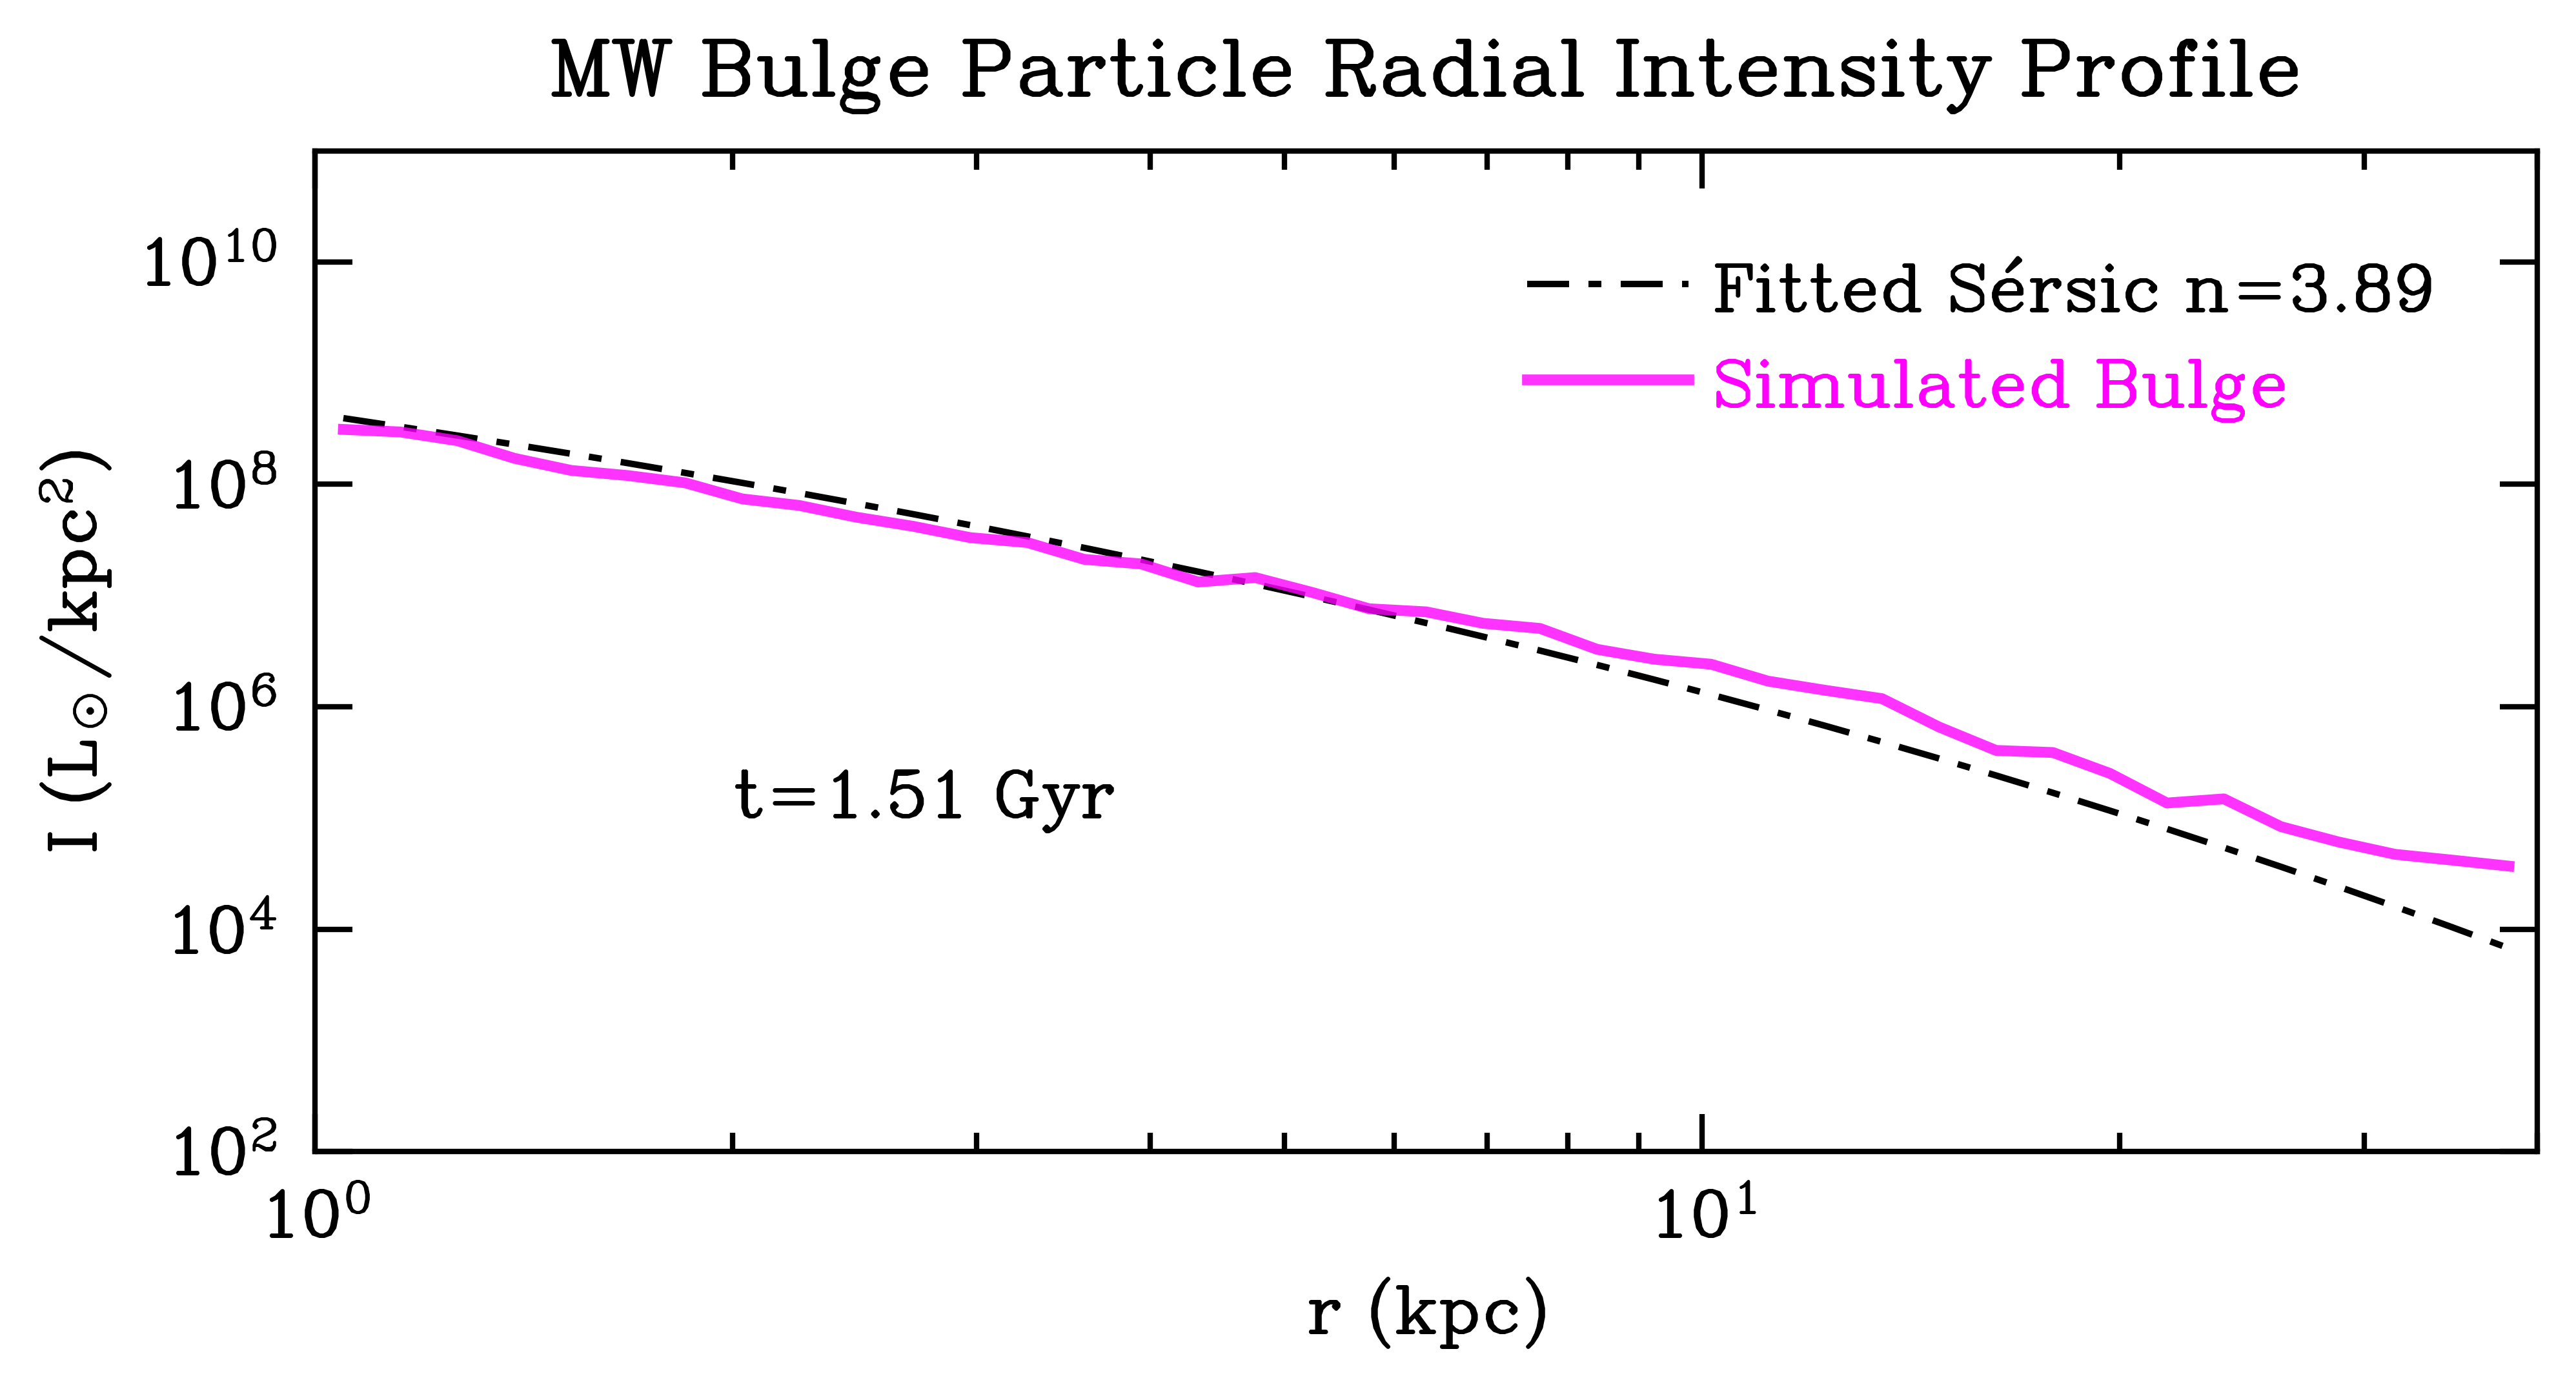 MW Bulge Particle Radial Intensity Profile
10¹⁰
Fitted Sérsic n=3.89
Simulated Bulge
10⁸
I (L☉/kpc²)
10⁶
t=1.51 Gyr
10⁴
10²
10⁰ 10¹
r (kpc)